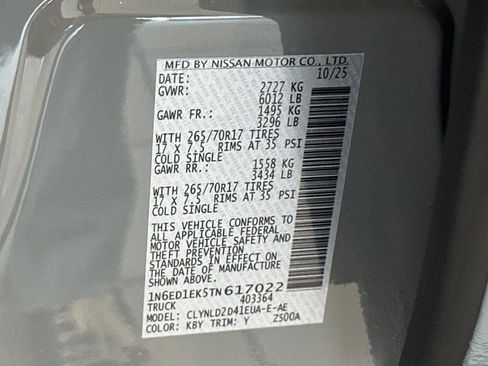 MFD BY NISSAN MOTOR CO., LTD.
DATE: 10/25
GVWR: 2727 KG
6012 LB
GAWR FR.: 1495 KG
3296 LB
WITH 265/70R17 TIRES
17 X 7.5 RIMS AT 35 PSI
COLD SINGLE
GAWR RR.: 1558 KG
3434 LB
WITH 265/70R17 TIRES
17 X 7.5 RIMS AT 35 PSI
COLD SINGLE
THIS VEHICLE CONFORMS TO
ALL APPLICABLE FEDERAL
MOTOR VEHICLE SAFETY AND
THEFT PREVENTION
STANDARDS IN EFFECT ON
THE DATE OF MANUFACTURE
SHOWN ABOVE.
1N6ED1EK5TN617022
TRUCK 403364
MODEL: CLYNLD2D41EUA-E-AE
COLOR: KBY TRIM: Y ZS00A